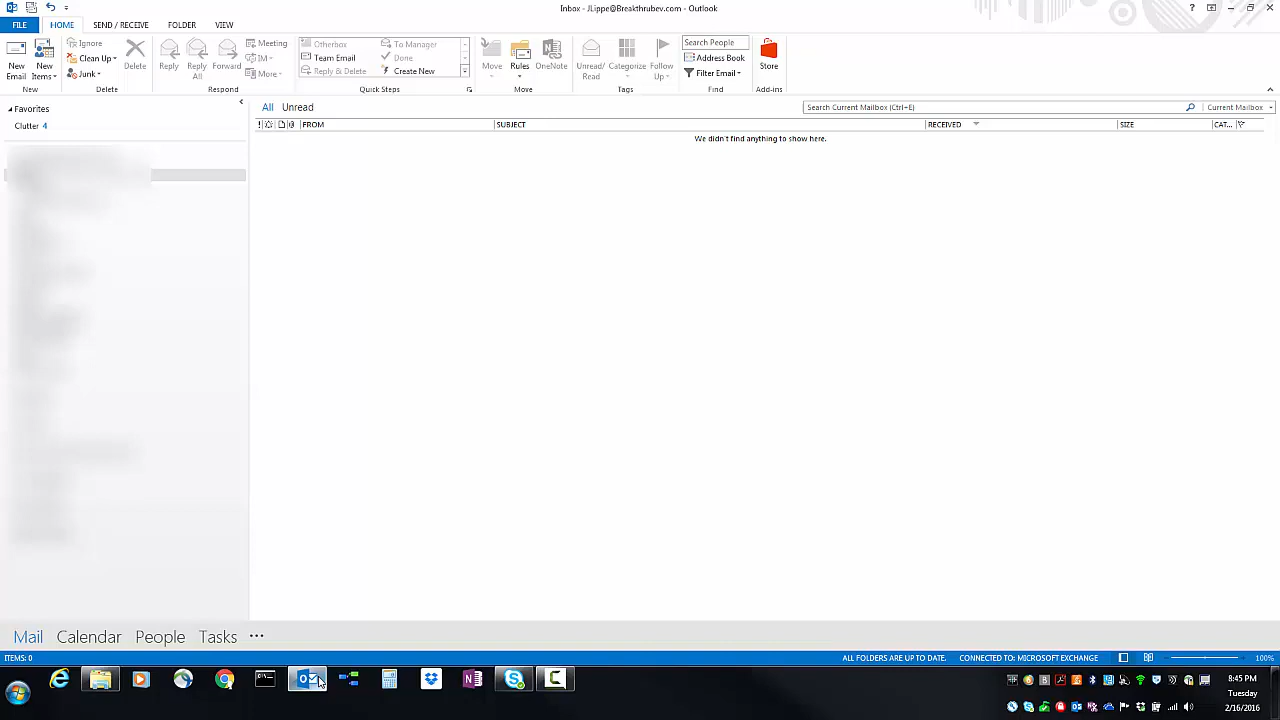 Inbox - JLippe@Breakthrubev.com - Outlook
FILE HOME SEND / RECEIVE FOLDER VIEW
New Email
New Items
Ignore
Clean Up
Junk
Delete
Reply
Reply All
Forward
Meeting
IM
More
Otherbox
Team Email
Reply & Delete
To Manager
Done
Create New
Move
Rules
OneNote
Unread/ Read
Categorize
Follow Up
Search People
Address Book
Filter Email
Store
New Delete Respond Quick Steps Move Tags Find Add-ins
Favorites
Clutter 4
All Unread
Search Current Mailbox (Ctrl+E) Current Mailbox
FROM SUBJECT RECEIVED SIZE CAT...
We didn't find anything to show here.
Mail Calendar People Tasks ...
ITEMS: 0 ALL FOLDERS ARE UP TO DATE. CONNECTED TO: MICROSOFT EXCHANGE 100%
8:45 PM
Tuesday
2/16/2016